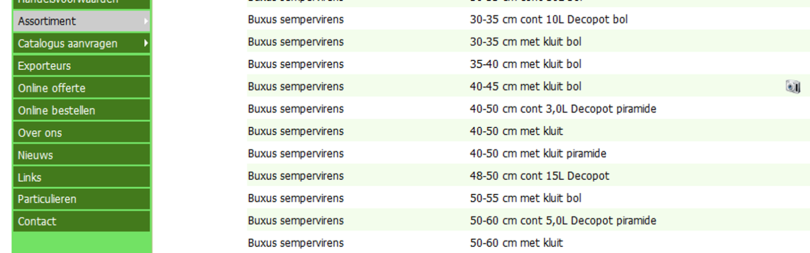 Handelsvoorwaarden
Assortiment
Catalogus aanvragen
Exporteurs
Online offerte
Online bestellen
Over ons
Nieuws
Links
Particulieren
Contact
Buxus sempervirens
Buxus sempervirens 30-35 cont 10L Decopot bol
Buxus sempervirens 30-35 cm met kluit bol
Buxus sempervirens 35-40 cm met kluit bol
Buxus sempervirens 40-45 cm met kluit bol
Buxus sempervirens 40-50 cm cont 3,0L Decopot piramide
Buxus sempervirens 40-50 cm met kluit
Buxus sempervirens 40-50 cm met kluit piramide
Buxus sempervirens 48-50 cm cont 15L Decopot
Buxus sempervirens 50-55 cm met kluit bol
Buxus sempervirens 50-60 cm cont 5,0L Decopot piramide
Buxus sempervirens 50-60 cm met kluit